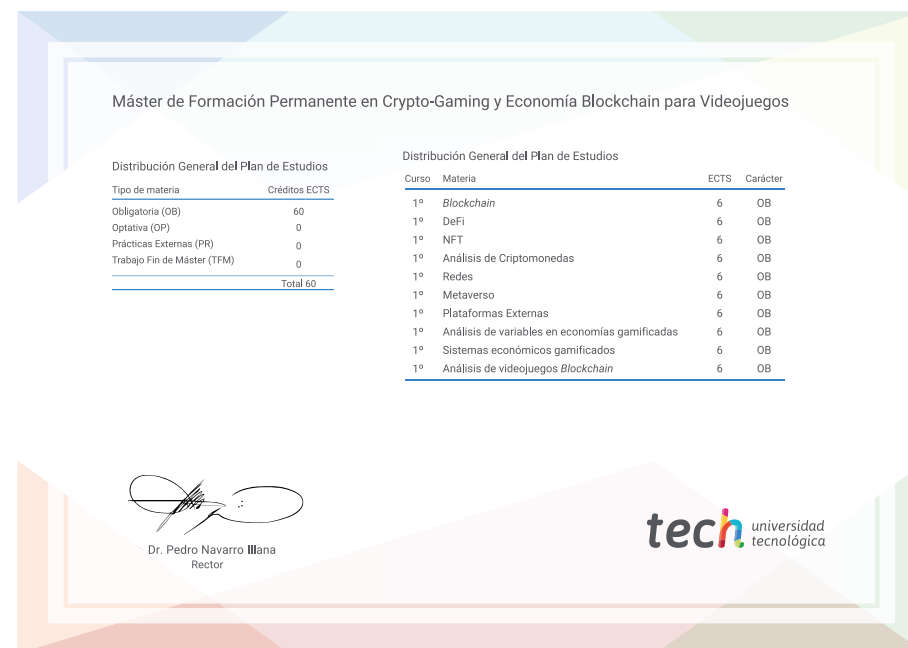 Máster de Formación Permanente en Crypto-Gaming y Economía Blockchain para Videojuegos
Distribución General del Plan de Estudios
Tipo de materia Créditos ECTS
Obligatoria (OB) 60
Optativa (OP) 0
Prácticas Externas (PR) 0
Trabajo Fin de Máster (TFM) 0
Total 60
Distribución General del Plan de Estudios
Curso Materia ECTS Carácter
1º Blockchain 6 OB
1º DeFi 6 OB
1º NFT 6 OB
1º Análisis de Criptomonedas 6 OB
1º Redes 6 OB
1º Metaverso 6 OB
1º Plataformas Externas 6 OB
1º Análisis de variables en economías gamificadas 6 OB
1º Sistemas económicos gamificados 6 OB
1º Análisis de videojuegos Blockchain 6 OB
Dr. Pedro Navarro Illana
Rector
tech universidad
tecnológica